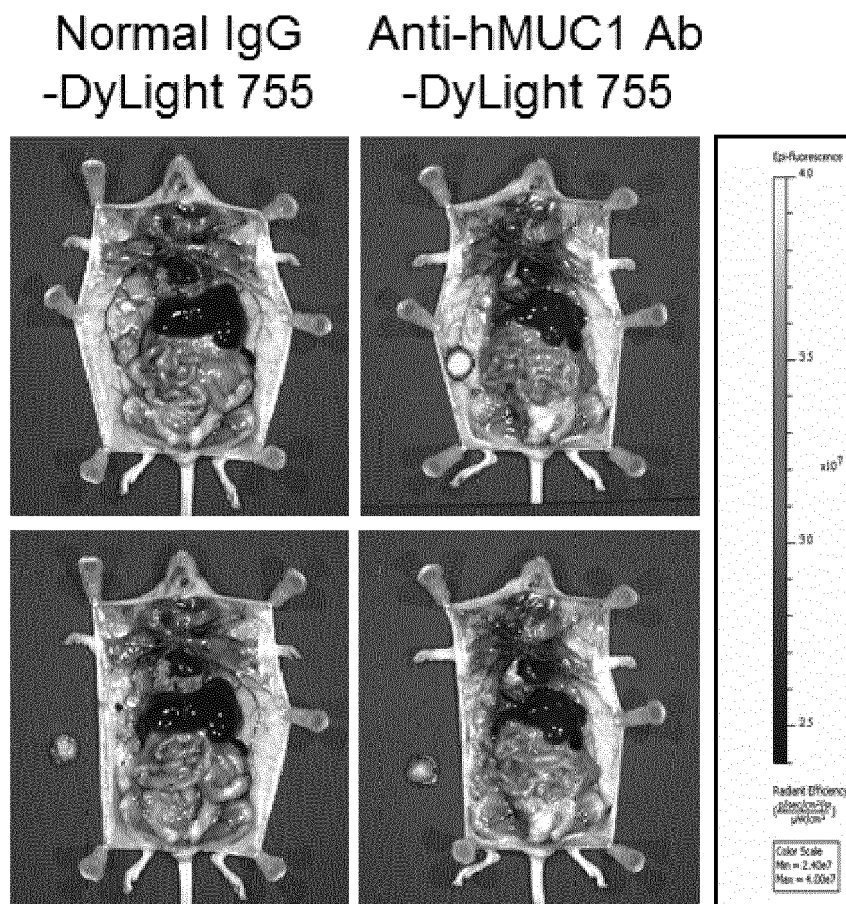 Normal IgG
-DyLight 755
Anti-hMUC1 Ab
-DyLight 755
Epi-fluorescence
4.0
3.5
3.0
2.5
Radiant Efficiency
Color Scale
Min = 2.40e7
Max = 4.00e7